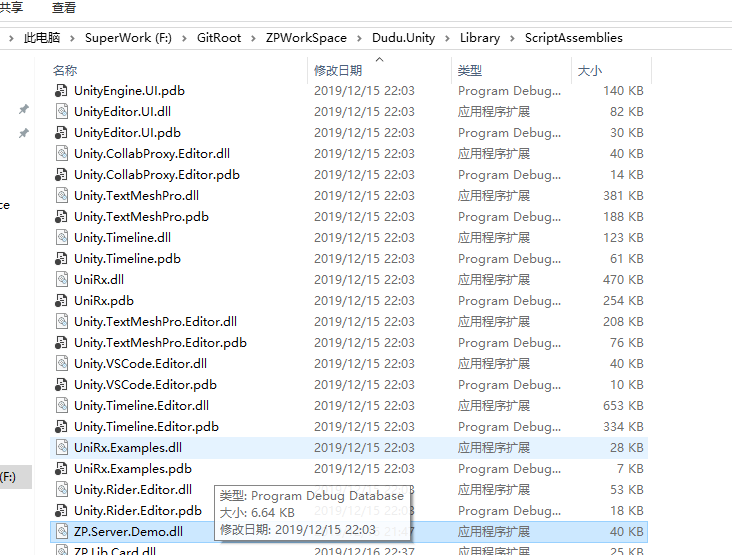 共享 查看
此电脑 > SuperWork (F:) > GitRoot > ZPWorkSpace > Dudu.Unity > Library > ScriptAssemblies
名称 修改日期 类型 大小
UnityEngine.UI.pdb 2019/12/15 22:03 Program Debug... 140 KB
UnityEditor.UI.dll 2019/12/15 22:03 应用程序扩展 82 KB
UnityEditor.UI.pdb 2019/12/15 22:03 Program Debug... 30 KB
Unity.CollabProxy.Editor.dll 2019/12/15 22:03 应用程序扩展 40 KB
Unity.CollabProxy.Editor.pdb 2019/12/15 22:03 Program Debug... 14 KB
Unity.TextMeshPro.dll 2019/12/15 22:03 应用程序扩展 381 KB
ce
Unity.TextMeshPro.pdb 2019/12/15 22:03 Program Debug... 188 KB
Unity.Timeline.dll 2019/12/15 22:03 应用程序扩展 123 KB
Unity.Timeline.pdb 2019/12/15 22:03 Program Debug... 61 KB
UniRx.dll 2019/12/15 22:03 应用程序扩展 470 KB
UniRx.pdb 2019/12/15 22:03 Program Debug... 254 KB
Unity.TextMeshPro.Editor.dll 2019/12/15 22:03 应用程序扩展 208 KB
Unity.TextMeshPro.Editor.pdb 2019/12/15 22:03 Program Debug... 76 KB
Unity.VSCode.Editor.dll 2019/12/15 22:03 应用程序扩展 40 KB
Unity.VSCode.Editor.pdb 2019/12/15 22:03 Program Debug... 10 KB
Unity.Timeline.Editor.dll 2019/12/15 22:03 应用程序扩展 653 KB
Unity.Timeline.Editor.pdb 2019/12/15 22:03 Program Debug... 334 KB
UniRx.Examples.dll 2019/12/15 22:03 应用程序扩展 28 KB
UniRx.Examples.pdb 2019/12/15 22:03 Program Debug... 7 KB
(F:)
Unity.Rider.Editor.dll 应用程序扩展 53 KB
类型: Program Debug Database
Unity.Rider.Editor.pdb Program Debug... 18 KB
大小: 6.64 KB
ZP.Server.Demo.dll 21:47 应用程序扩展 40 KB
修改日期: 2019/12/15 22:03
ZP.Lib.Card.dll 2019/12/16 22:37 应用程序扩展 25 KB